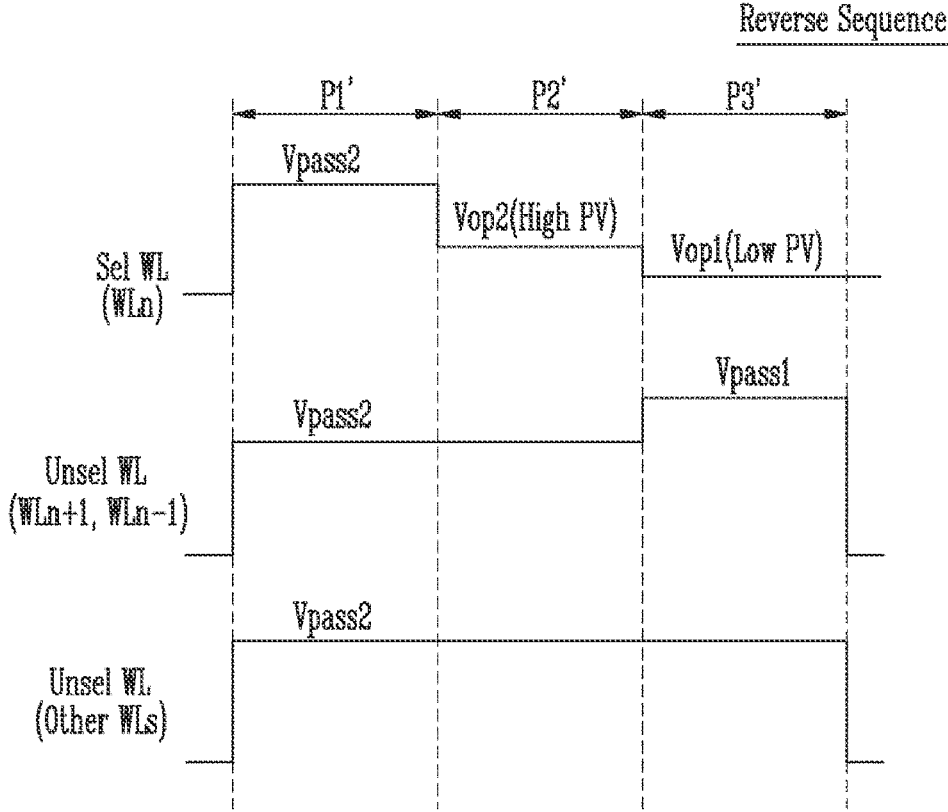 Reverse Sequence
P1' P2' P3'
Vpass2
Vop2(High PV)
Vop1(Low PV)
Sel WL
(WLn)
Vpass1
Vpass2
Unsel WL
(WLn+1, WLn-1)
Vpass2
Unsel WL
(Other WLs)